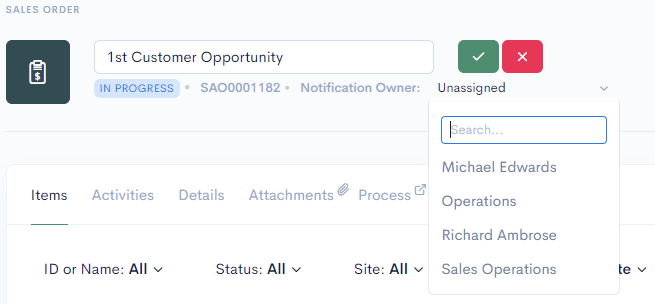 SALES ORDER
1st Customer Opportunity
IN PROGRESS • SAO0001182 • Notification Owner: Unassigned
Search...
Michael Edwards
Operations
Richard Ambrose
Sales Operations
Items Activities Details Attachments Process
ID or Name: All Status: All Site: All te